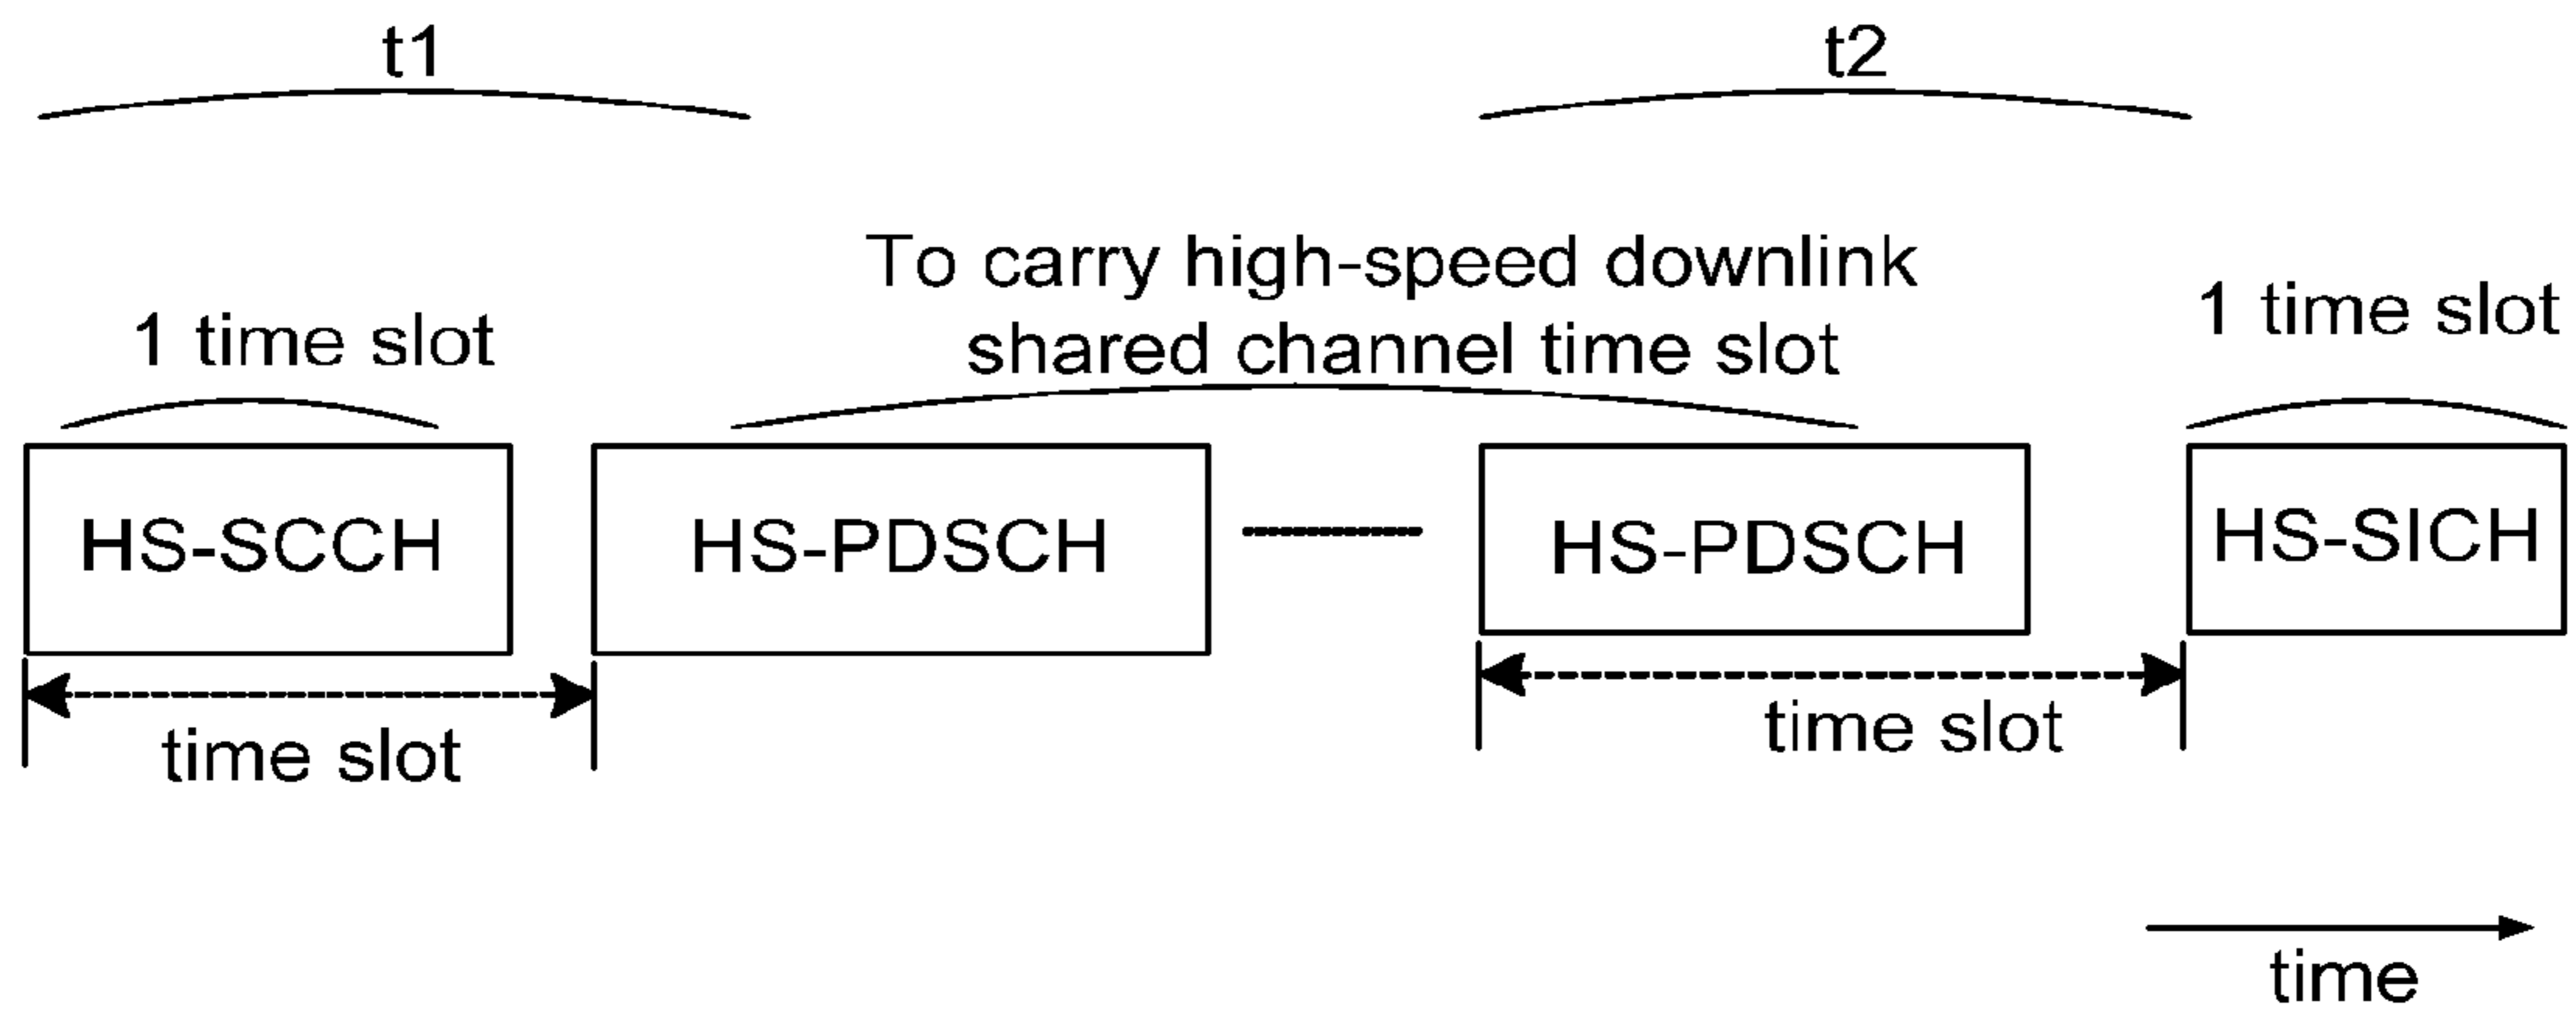 t1
t2
To carry high-speed downlink
shared channel time slot
1 time slot
1 time slot
HS-SCCH
HS-PDSCH
HS-PDSCH
HS-SICH
time slot
time slot
time